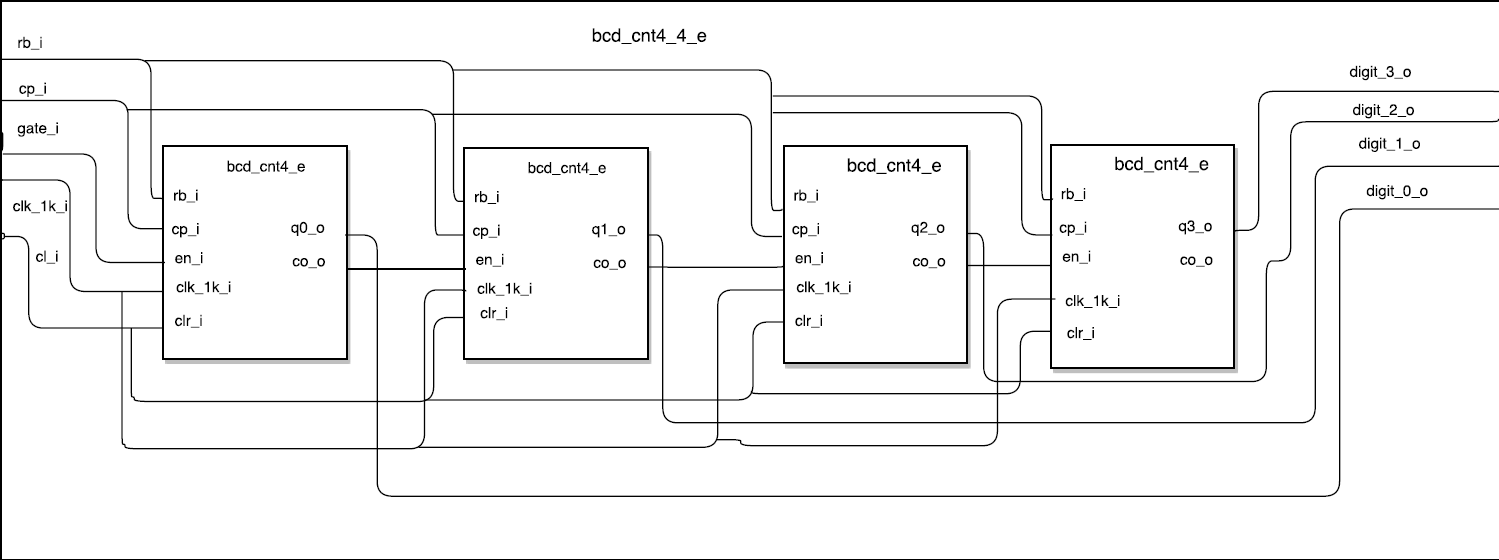 bcd_cnt4_4_e
rb_i
cp_i
gate_i
clk_1k_i
cl_i
bcd_cnt4_e
rb_i
cp_i
en_i
clk_1k_i
clr_i
q0_o
co_o
bcd_cnt4_e
rb_i
cp_i
en_i
clk_1k_i
clr_i
q1_o
co_o
bcd_cnt4_e
rb_i
cp_i
en_i
clk_1k_i
clr_i
q2_o
co_o
bcd_cnt4_e
rb_i
cp_i
en_i
clk_1k_i
clr_i
q3_o
co_o
digit_3_o
digit_2_o
digit_1_o
digit_0_o